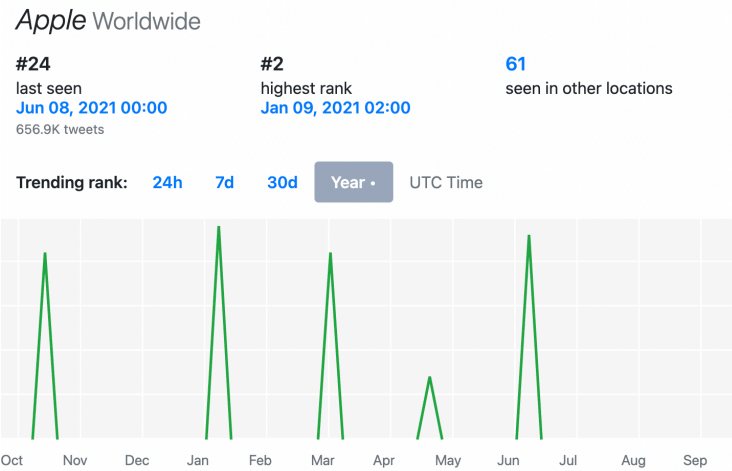 Apple Worldwide
#24
last seen
Jun 08, 2021 00:00
656.9K tweets
#2
highest rank
Jan 09, 2021 02:00
61
seen in other locations
Trending rank: 24h 7d 30d Year • UTC Time
Oct Nov Dec Jan Feb Mar Apr May Jun Jul Aug Sep